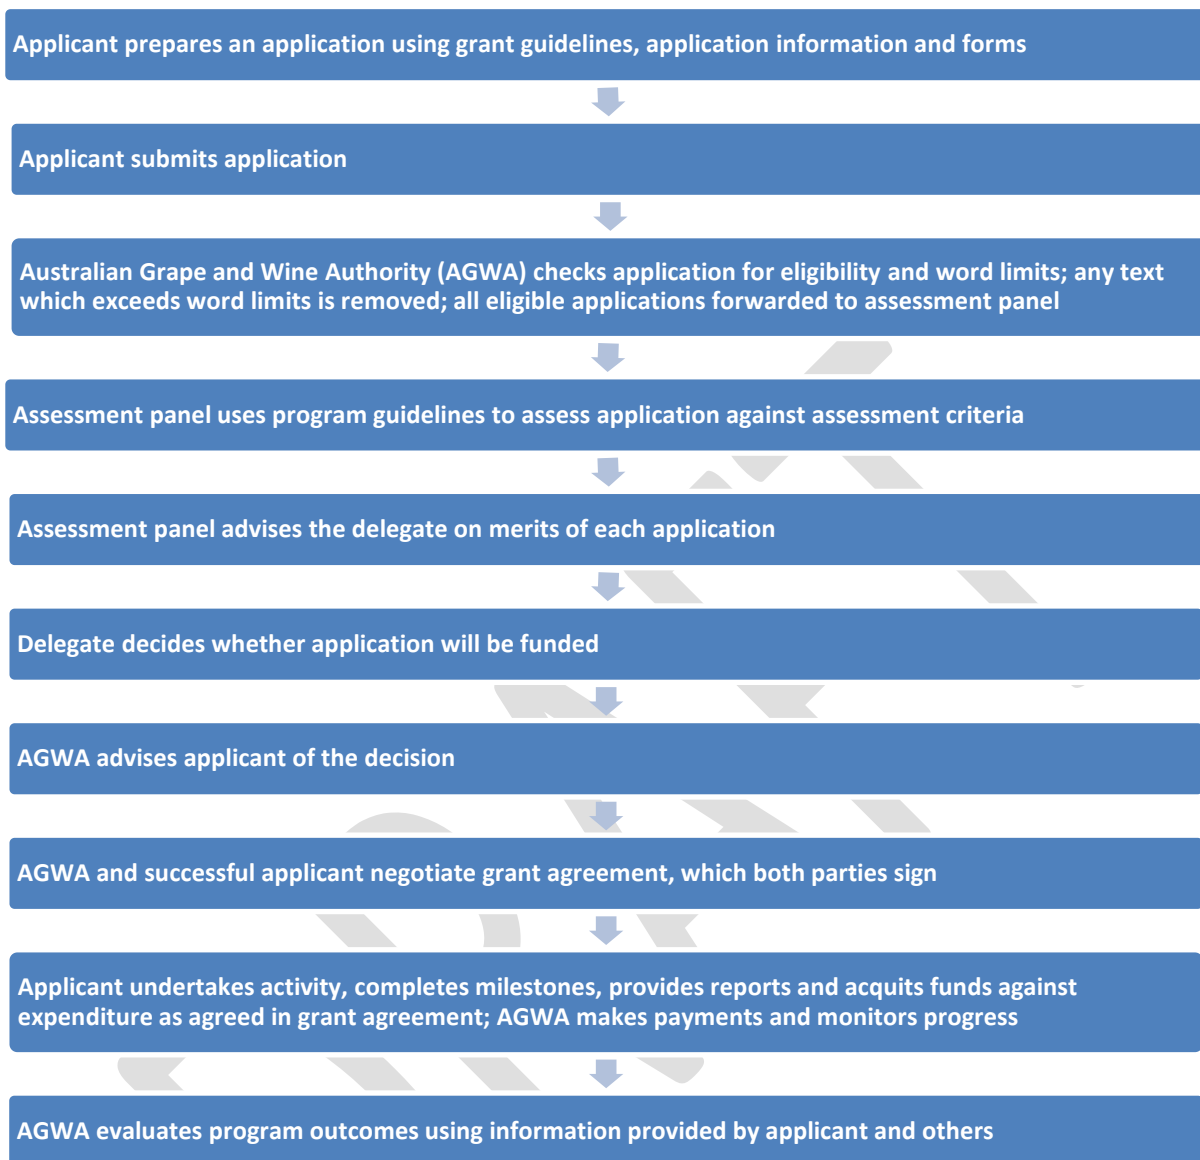 Applicant prepares an application using grant guidelines, application information and forms
Applicant submits application
Australian Grape and Wine Authority (AGWA) checks application for eligibility and word limits; any text
which exceeds word limits is removed; all eligible applications forwarded to assessment panel
Assessment panel uses program guidelines to assess application against assessment criteria
Assessment panel advises the delegate on merits of each application
Delegate decides whether application will be funded
AGWA advises applicant of the decision
AGWA and successful applicant negotiate grant agreement, which both parties sign
Applicant undertakes activity, completes milestones, provides reports and acquits funds against
expenditure as agreed in grant agreement; AGWA makes payments and monitors progress
AGWA evaluates program outcomes using information provided by applicant and others